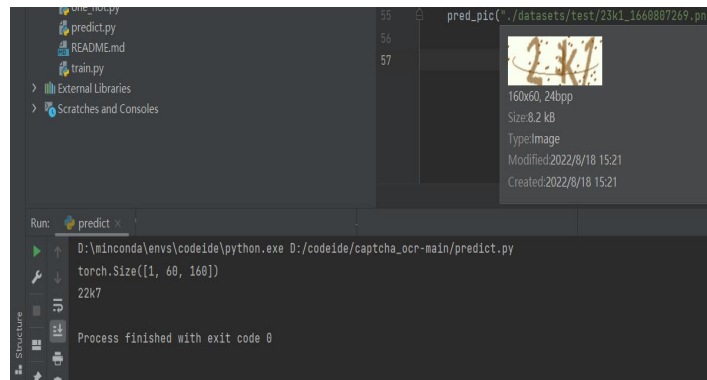 one_hot.py
predict.py
README.md
train.py
External Libraries
Scratches and Consoles
55 pred_pic("./datasets/test/23k1_1660807269.pn
56
57
160x60, 24bpp
Size:8.2 kB
Type:Image
Modified:2022/8/18 15:21
Created:2022/8/18 15:21
Run: predict
D:\minconda\envs\codeide\python.exe D:/codeide/captcha_ocr-main/predict.py
torch.Size([1, 60, 160])
22k7
Process finished with exit code 0
Structure